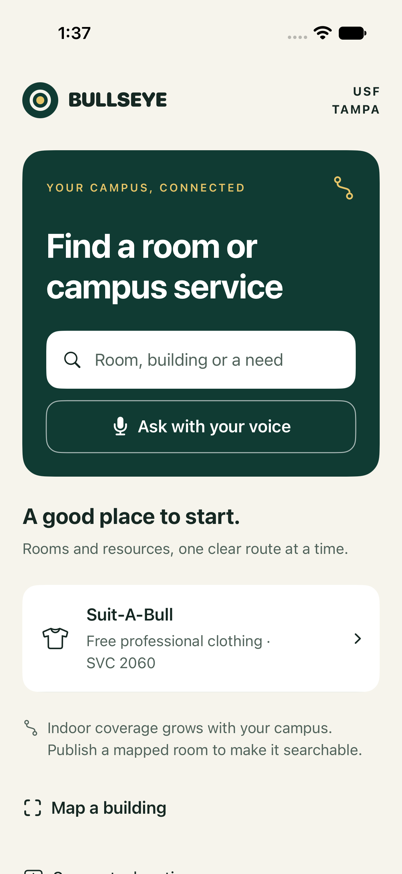 1:37
BULLSEYE
USF
TAMPA
YOUR CAMPUS, CONNECTED
Find a room or
campus service
Room, building or a need
Ask with your voice
A good place to start.
Rooms and resources, one clear route at a time.
Suit-A-Bull
Free professional clothing ·
SVC 2060
Indoor coverage grows with your campus.
Publish a mapped room to make it searchable.
Map a building